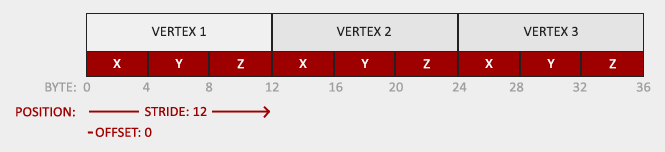 VERTEX 1 VERTEX 2 VERTEX 3
X Y Z X Y Z X Y Z
BYTE: 0 4 8 12 16 20 24 28 32 36
POSITION: STRIDE: 12
OFFSET: 0